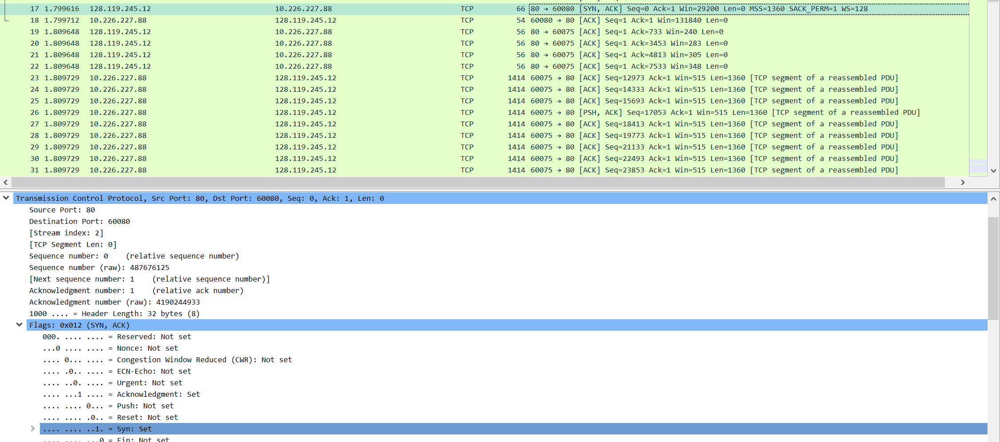 17 1.799616 128.119.245.12 10.226.227.88 TCP 66 80 → 60080 [SYN, ACK] Seq=0 Ack=1 Win=29200 Len=0 MSS=1360 SACK_PERM=1 WS=128
18 1.799712 10.226.227.88 128.119.245.12 TCP 54 60080 → 80 [ACK] Seq=1 Ack=1 Win=131840 Len=0
19 1.809648 128.119.245.12 10.226.227.88 TCP 56 80 → 60075 [ACK] Seq=1 Ack=733 Win=240 Len=0
20 1.809648 128.119.245.12 10.226.227.88 TCP 56 80 → 60075 [ACK] Seq=1 Ack=3453 Win=283 Len=0
21 1.809648 128.119.245.12 10.226.227.88 TCP 56 80 → 60075 [ACK] Seq=1 Ack=4813 Win=305 Len=0
22 1.809648 128.119.245.12 10.226.227.88 TCP 56 80 → 60075 [ACK] Seq=1 Ack=7533 Win=348 Len=0
23 1.809729 10.226.227.88 128.119.245.12 TCP 1414 60075 → 80 [ACK] Seq=12973 Ack=1 Win=515 Len=1360 [TCP segment of a reassembled PDU]
24 1.809729 10.226.227.88 128.119.245.12 TCP 1414 60075 → 80 [ACK] Seq=14333 Ack=1 Win=515 Len=1360 [TCP segment of a reassembled PDU]
25 1.809729 10.226.227.88 128.119.245.12 TCP 1414 60075 → 80 [ACK] Seq=15693 Ack=1 Win=515 Len=1360 [TCP segment of a reassembled PDU]
26 1.809729 10.226.227.88 128.119.245.12 TCP 1414 60075 → 80 [PSH, ACK] Seq=17053 Ack=1 Win=515 Len=1360 [TCP segment of a reassembled PDU]
27 1.809729 10.226.227.88 128.119.245.12 TCP 1414 60075 → 80 [ACK] Seq=18413 Ack=1 Win=515 Len=1360 [TCP segment of a reassembled PDU]
28 1.809729 10.226.227.88 128.119.245.12 TCP 1414 60075 → 80 [ACK] Seq=19773 Ack=1 Win=515 Len=1360 [TCP segment of a reassembled PDU]
29 1.809729 10.226.227.88 128.119.245.12 TCP 1414 60075 → 80 [ACK] Seq=21133 Ack=1 Win=515 Len=1360 [TCP segment of a reassembled PDU]
30 1.809729 10.226.227.88 128.119.245.12 TCP 1414 60075 → 80 [ACK] Seq=22493 Ack=1 Win=515 Len=1360 [TCP segment of a reassembled PDU]
31 1.809729 10.226.227.88 128.119.245.12 TCP 1414 60075 → 80 [ACK] Seq=23853 Ack=1 Win=515 Len=1360 [TCP segment of a reassembled PDU]
Transmission Control Protocol, Src Port: 80, Dst Port: 60080, Seq: 0, Ack: 1, Len: 0
Source Port: 80
Destination Port: 60080
[Stream index: 2]
[TCP Segment Len: 0]
Sequence number: 0    (relative sequence number)
Sequence number (raw): 487676125
[Next sequence number: 1    (relative sequence number)]
Acknowledgment number: 1    (relative ack number)
Acknowledgment number (raw): 4190244933
1000 .... = Header Length: 32 bytes (8)
Flags: 0x012 (SYN, ACK)
000. .... .... = Reserved: Not set
...0 .... .... = Nonce: Not set
.... 0... .... = Congestion Window Reduced (CWR): Not set
.... .0.. .... = ECN-Echo: Not set
.... ..0. .... = Urgent: Not set
.... ...1 .... = Acknowledgment: Set
.... .... 0... = Push: Not set
.... .... .0.. = Reset: Not set
.... .... ..1. = Syn: Set
.... .... ...0 = Fin: Not set